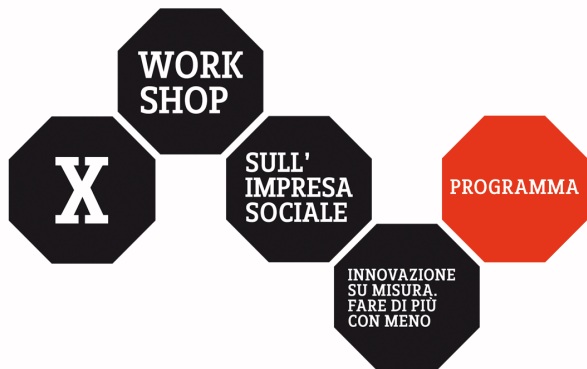 X
WORK
SHOP
SULL'
IMPRESA
SOCIALE
INNOVAZIONE
SU MISURA.
FARE DI PIÙ
CON MENO
PROGRAMMA